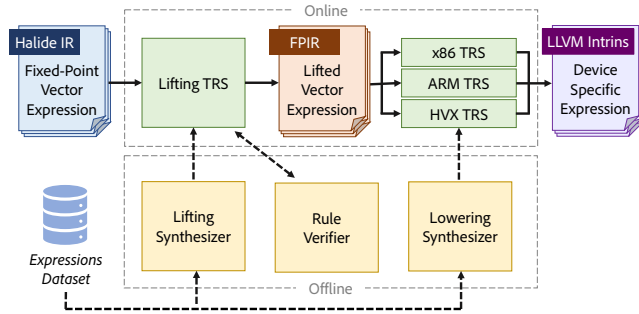 Online
Halide IR
Fixed-Point
Vector
Expression
Lifting TRS
FPIR
Lifted
Vector
Expression
x86 TRS
ARM TRS
HVX TRS
LLVM Intrins
Device
Specific
Expression
Expressions
Dataset
Lifting
Synthesizer
Rule
Verifier
Lowering
Synthesizer
Offline